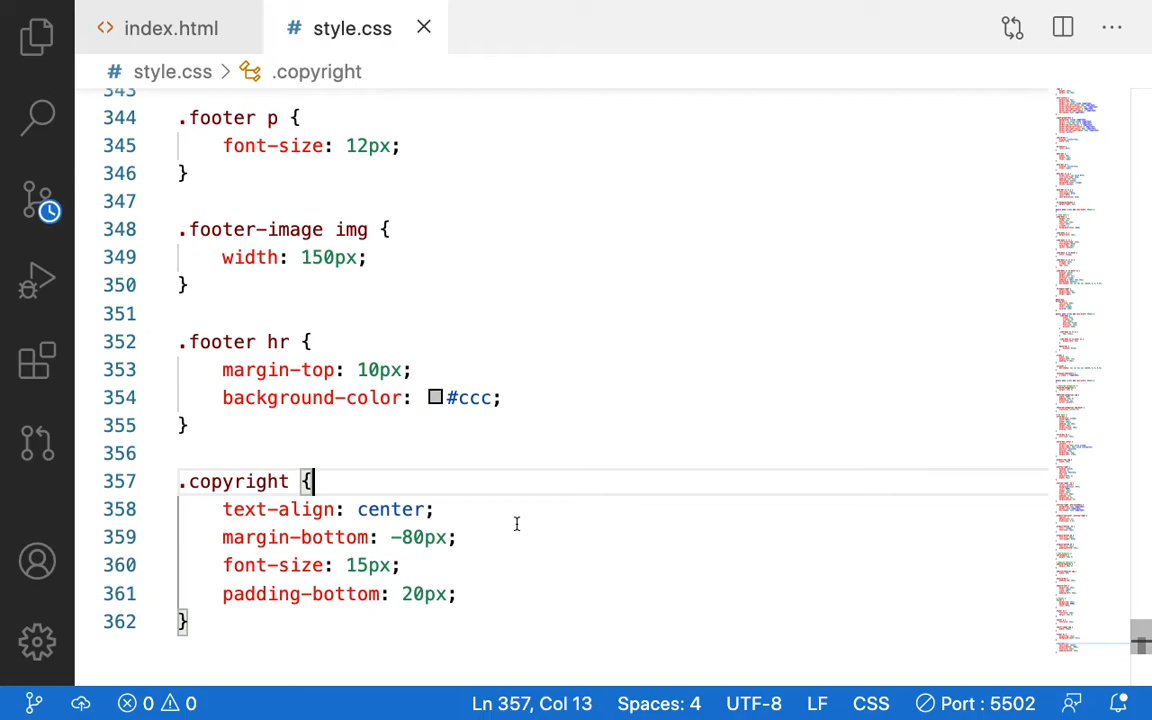 index.html
# style.css
# style.css > .copyright
343
344 .footer p {
345 font-size: 12px;
346 }
347
348 .footer-image img {
349 width: 150px;
350 }
351
352 .footer hr {
353 margin-top: 10px;
354 background-color: #ccc;
355 }
356
357 .copyright {
358 text-align: center;
359 margin-bottom: -80px;
360 font-size: 15px;
361 padding-bottom: 20px;
362 }
0 0 Ln 357, Col 13 Spaces: 4 UTF-8 LF CSS Port : 5502